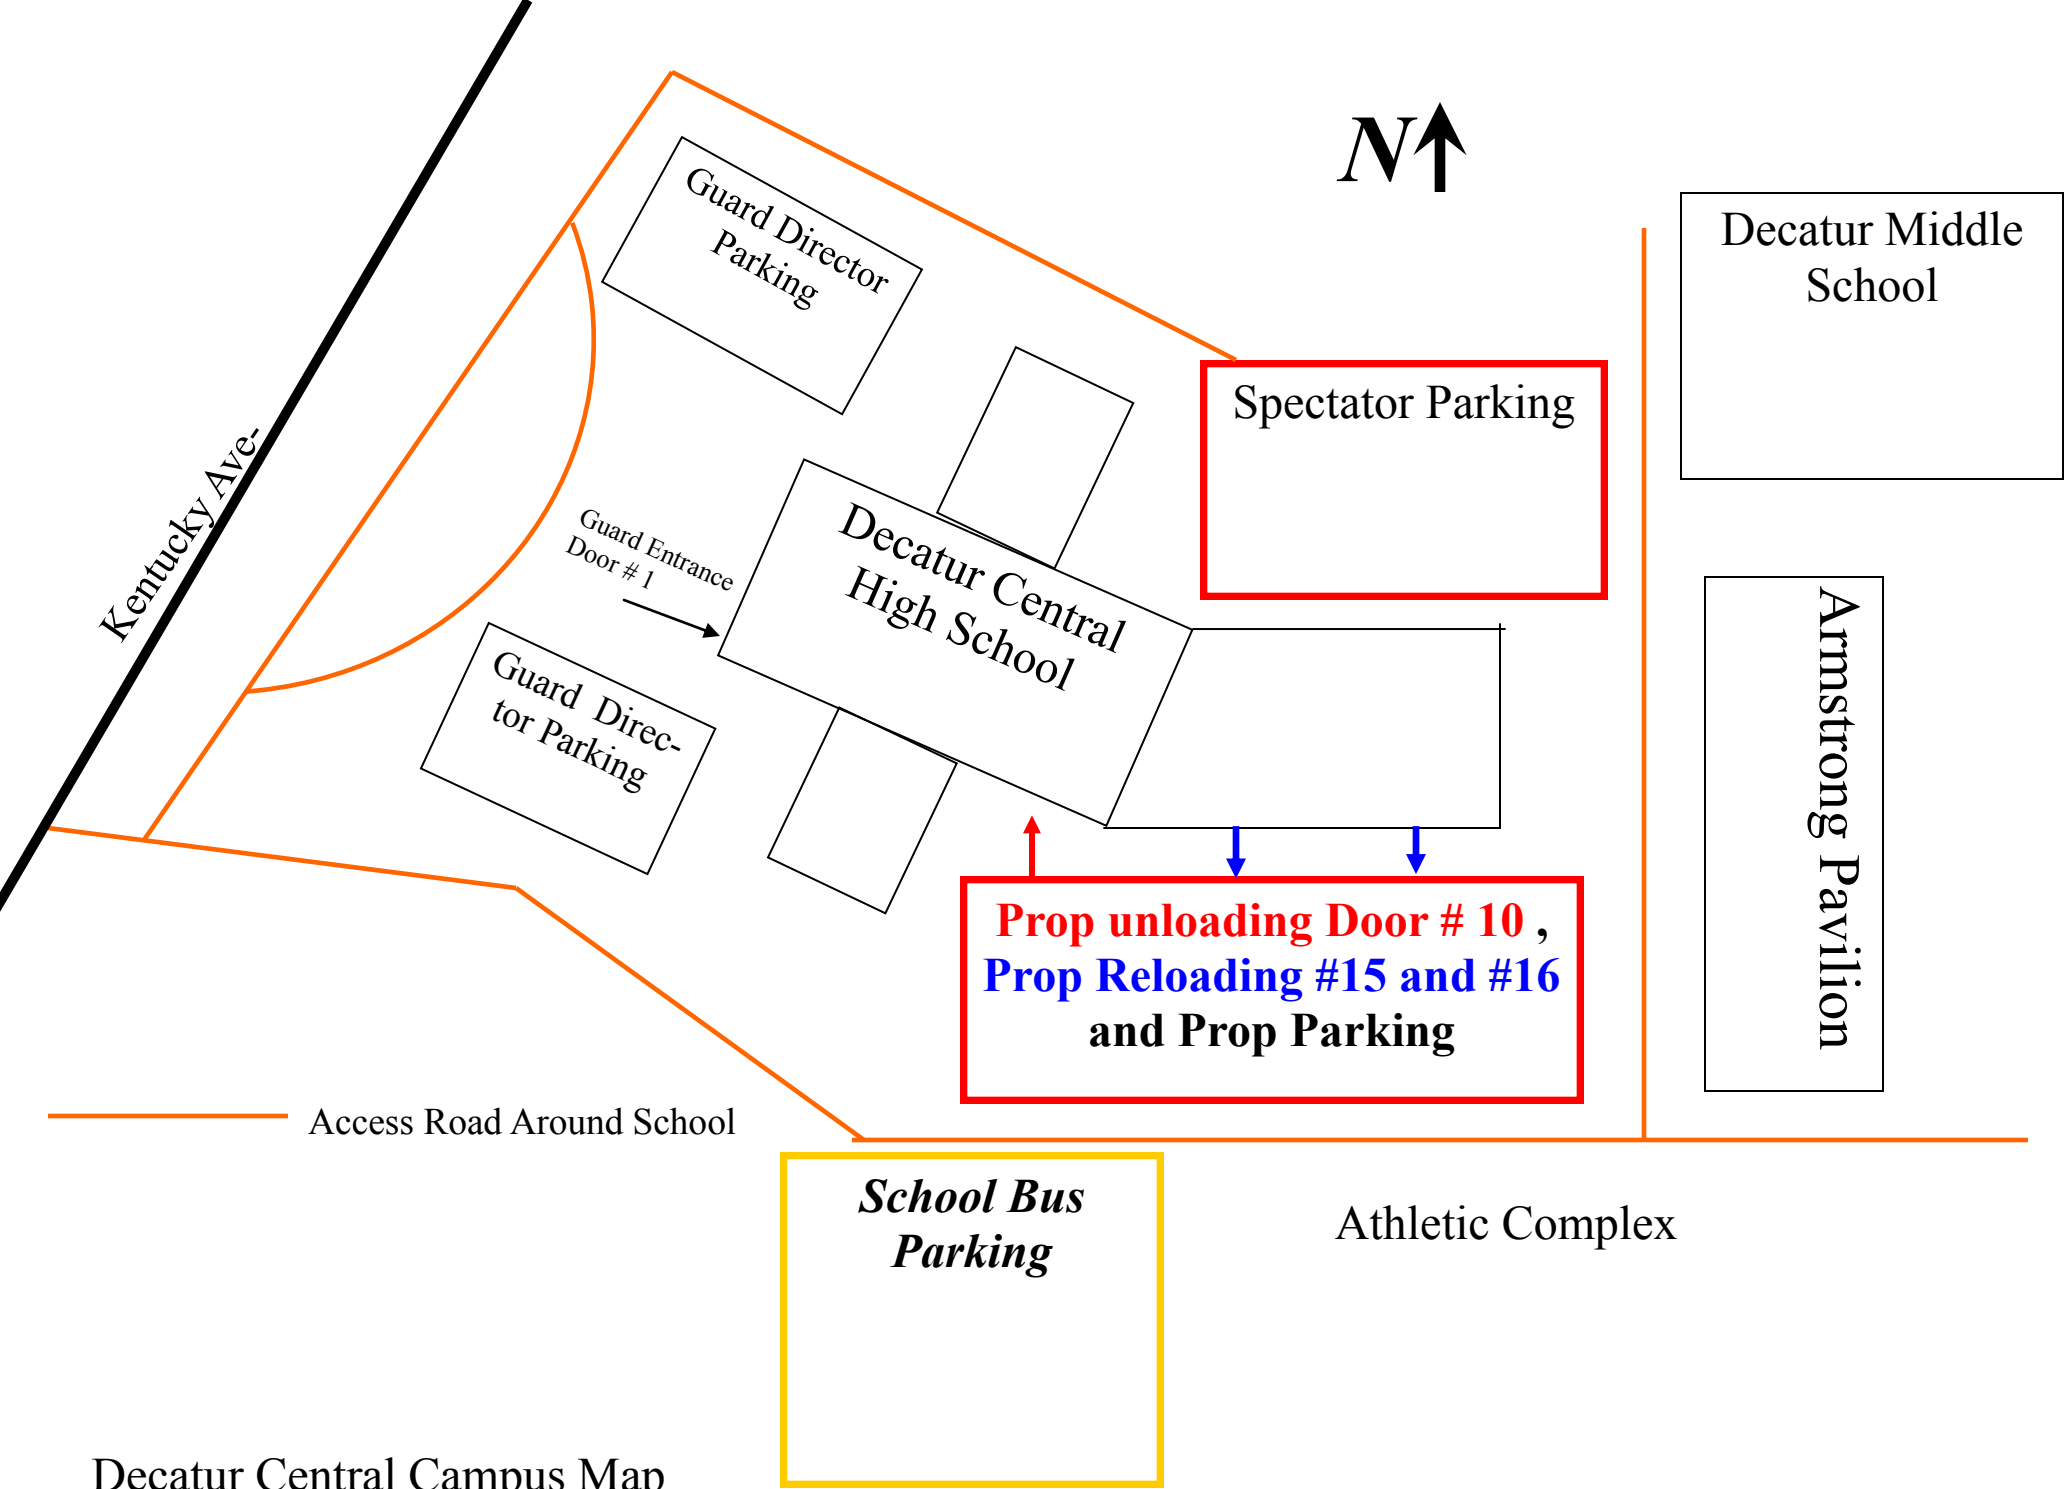 N
Guard Director
Parking
Decatur Middle
School
Spectator Parking
Kentucky Ave-
Guard Entrance
Door # 1
Decatur Central
High School
Guard  Direc-
tor Parking
Armstrong Pavilion
Prop unloading Door # 10 ,
Prop Reloading #15 and #16
and Prop Parking
Access Road Around School
School Bus
Parking
Athletic Complex
Decatur Central Campus Map